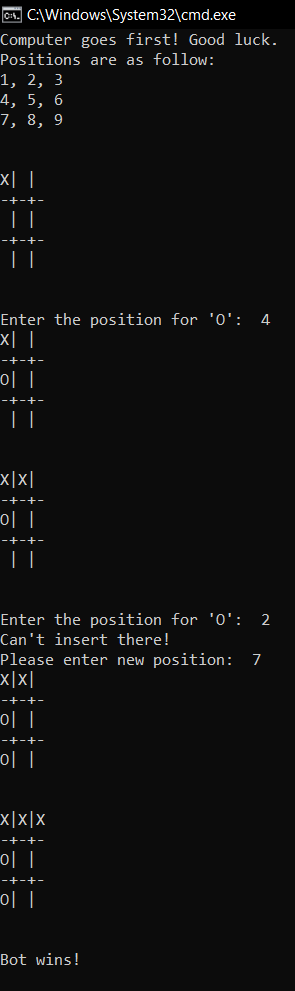 C:\Windows\System32\cmd.exe
Computer goes first! Good luck.
Positions are as follow:
1, 2, 3
4, 5, 6
7, 8, 9
X| |
-+-+-
 | |
-+-+-
 | |
Enter the position for 'O':  4
X| |
-+-+-
O| |
-+-+-
 | |
X|X|
-+-+-
O| |
-+-+-
 | |
Enter the position for 'O':  2
Can't insert there!
Please enter new position:  7
X|X|
-+-+-
O| |
-+-+-
O| |
X|X|X
-+-+-
O| |
-+-+-
O| |
Bot wins!